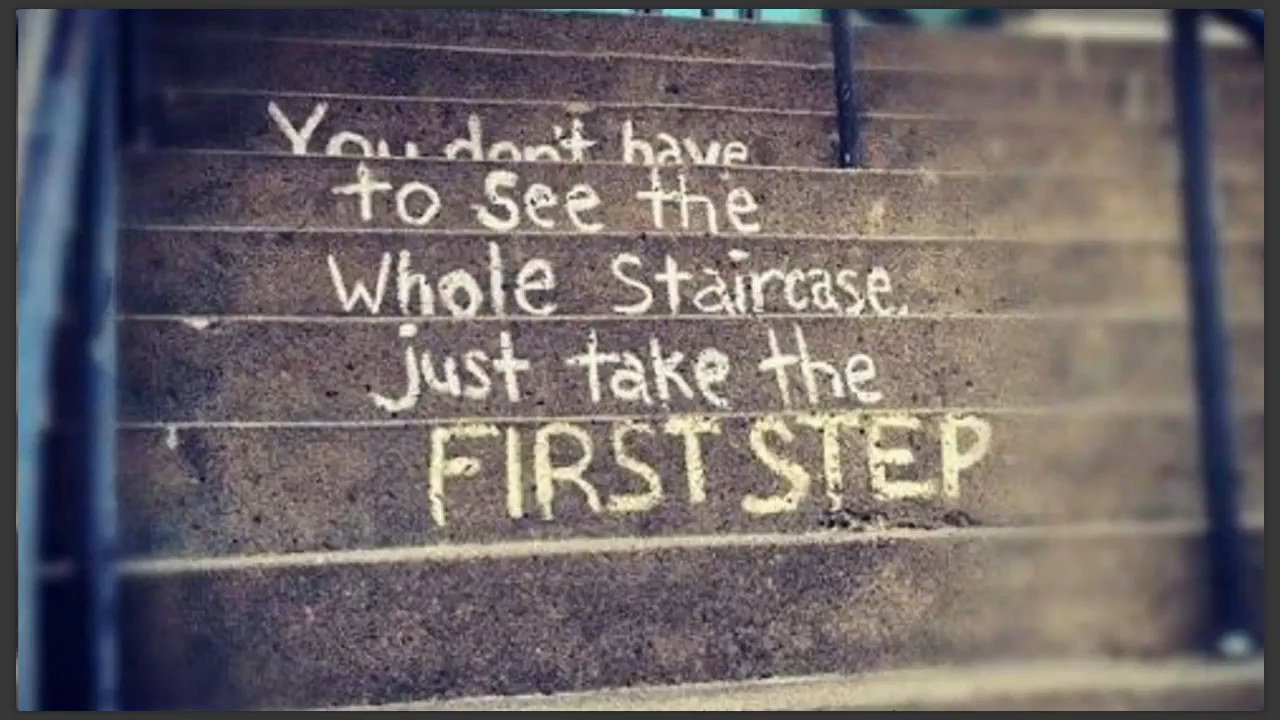 You don't have
to see the
Whole Staircase,
just take the
FIRST STEP